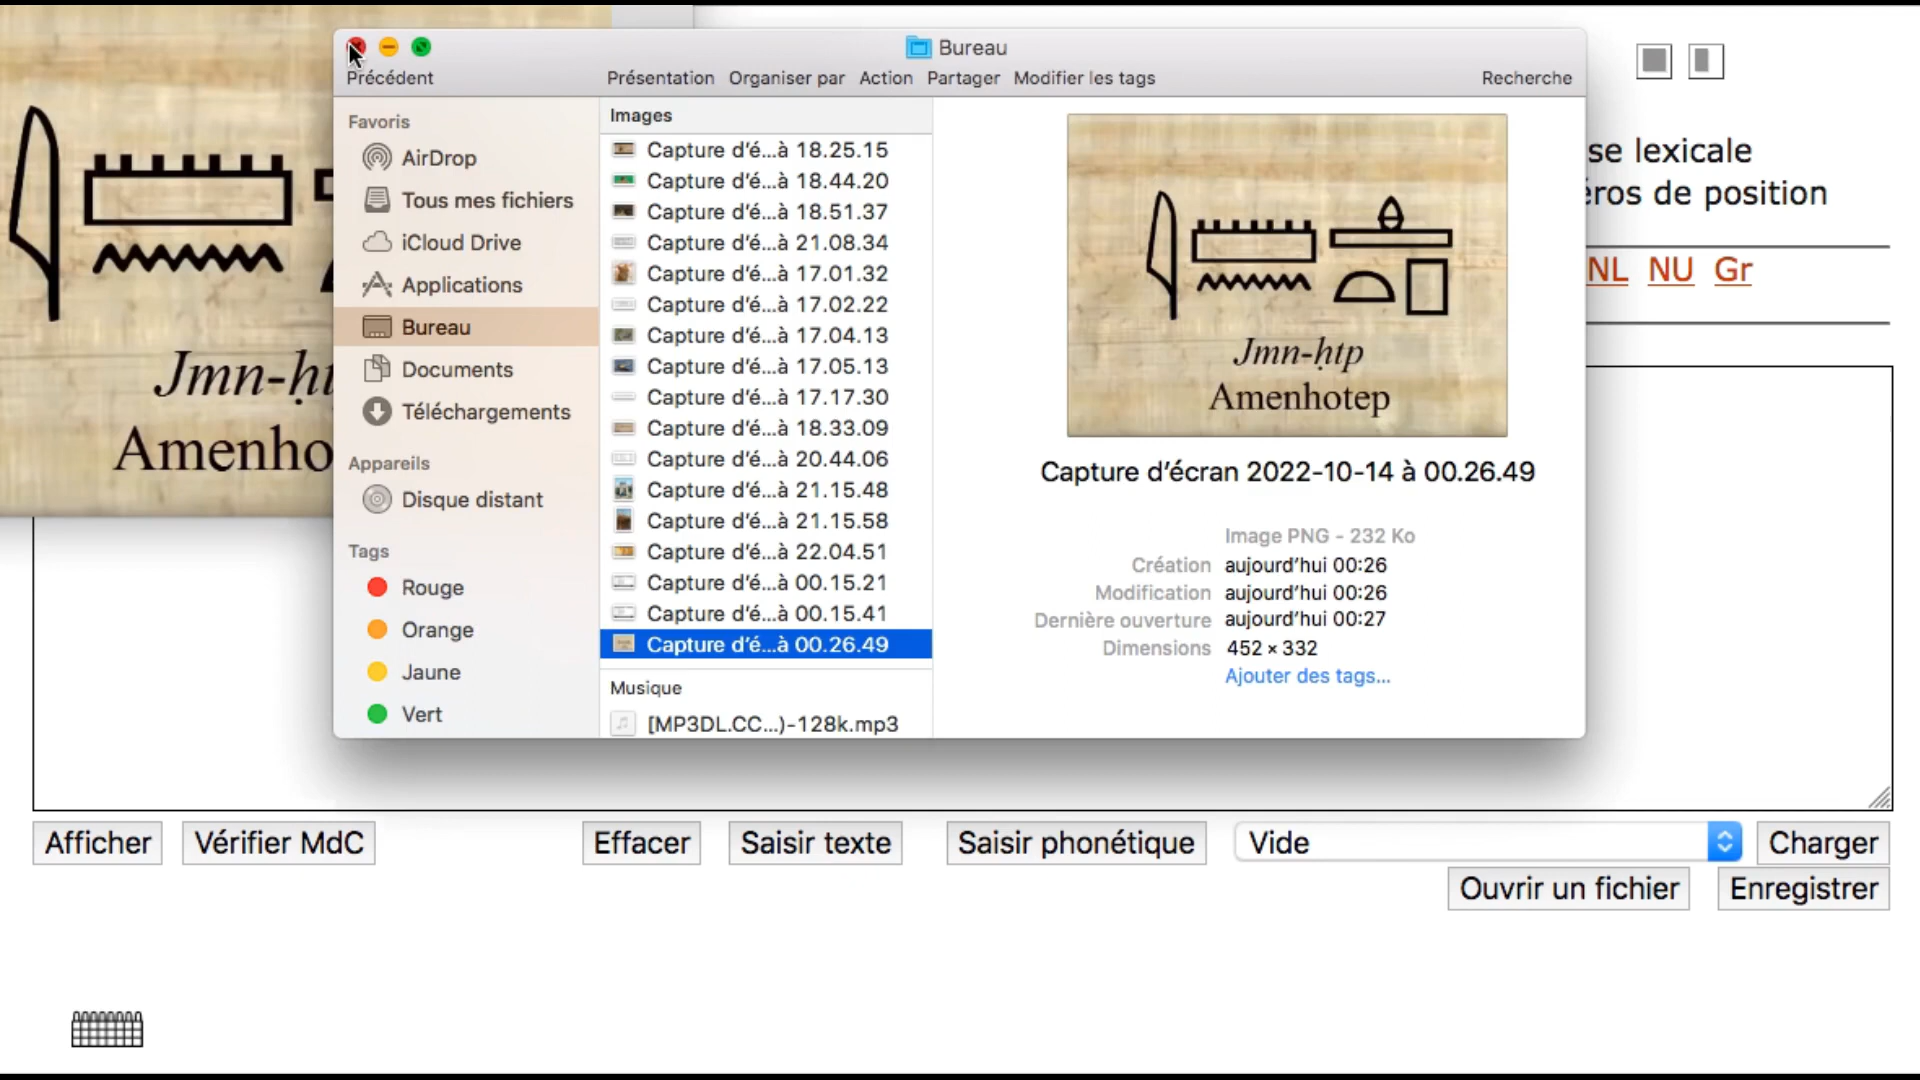 Bureau
Précédent
Présentation Organiser par Action Partager Modifier les tags
Recherche
Favoris
AirDrop
Tous mes fichiers
iCloud Drive
Applications
Bureau
Documents
Téléchargements
Appareils
Disque distant
Tags
Rouge
Orange
Jaune
Vert
Images
Capture d'é...à 18.25.15
Capture d'é...à 18.44.20
Capture d'é...à 18.51.37
Capture d'é...à 21.08.34
Capture d'é...à 17.01.32
Capture d'é...à 17.02.22
Capture d'é...à 17.04.13
Capture d'é...à 17.05.13
Capture d'é...à 17.17.30
Capture d'é...à 18.33.09
Capture d'é...à 20.44.06
Capture d'é...à 21.15.48
Capture d'é...à 21.15.58
Capture d'é...à 22.04.51
Capture d'é...à 00.15.21
Capture d'é...à 00.15.41
Capture d'é...à 00.26.49
Musique
[MP3DL.CC...)-128k.mp3
Jmn-ḥtp
Amenhotep
Capture d’écran 2022-10-14 à 00.26.49
Image PNG - 232 Ko
Création aujourd’hui 00:26
Modification aujourd’hui 00:26
Dernière ouverture aujourd’hui 00:27
Dimensions 452 × 332
Ajouter des tags...
Jmn-ḥt
Amenho
se lexicale
éros de position
NL NU Gr
Afficher Vérifier MdC Effacer Saisir texte Saisir phonétique Vide Charger
Ouvrir un fichier Enregistrer